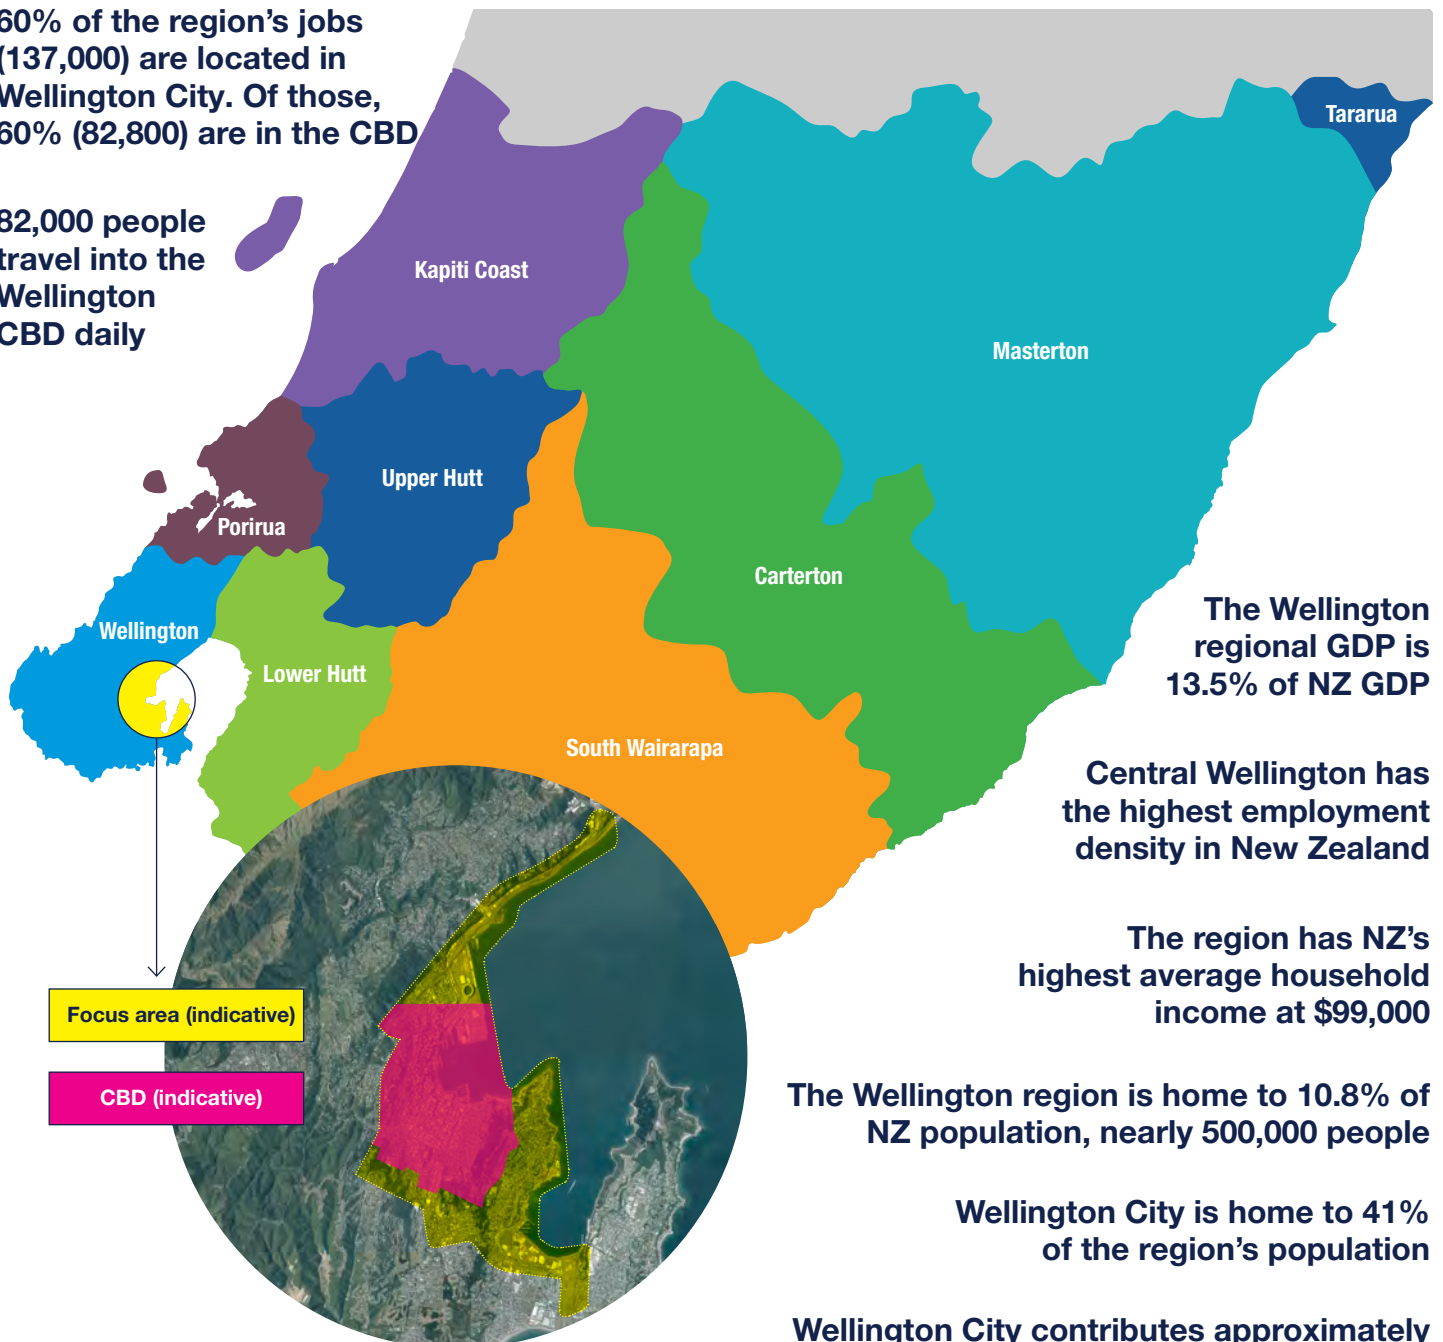 60% of the region's jobs
(137,000) are located in
Wellington City. Of those,
60% (82,800) are in the CBD
82,000 people
travel into the
Wellington
CBD daily
Tararua
Kapiti Coast
Masterton
Upper Hutt
Porirua
Carterton
Wellington
Lower Hutt
South Wairarapa
The Wellington
regional GDP is
13.5% of NZ GDP
Central Wellington has
the highest employment
density in New Zealand
The region has NZ's
highest average household
income at $99,000
Focus area (indicative)
CBD (indicative)
The Wellington region is home to 10.8% of
NZ population, nearly 500,000 people
Wellington City is home to 41%
of the region's population
Wellington City contributes approximately